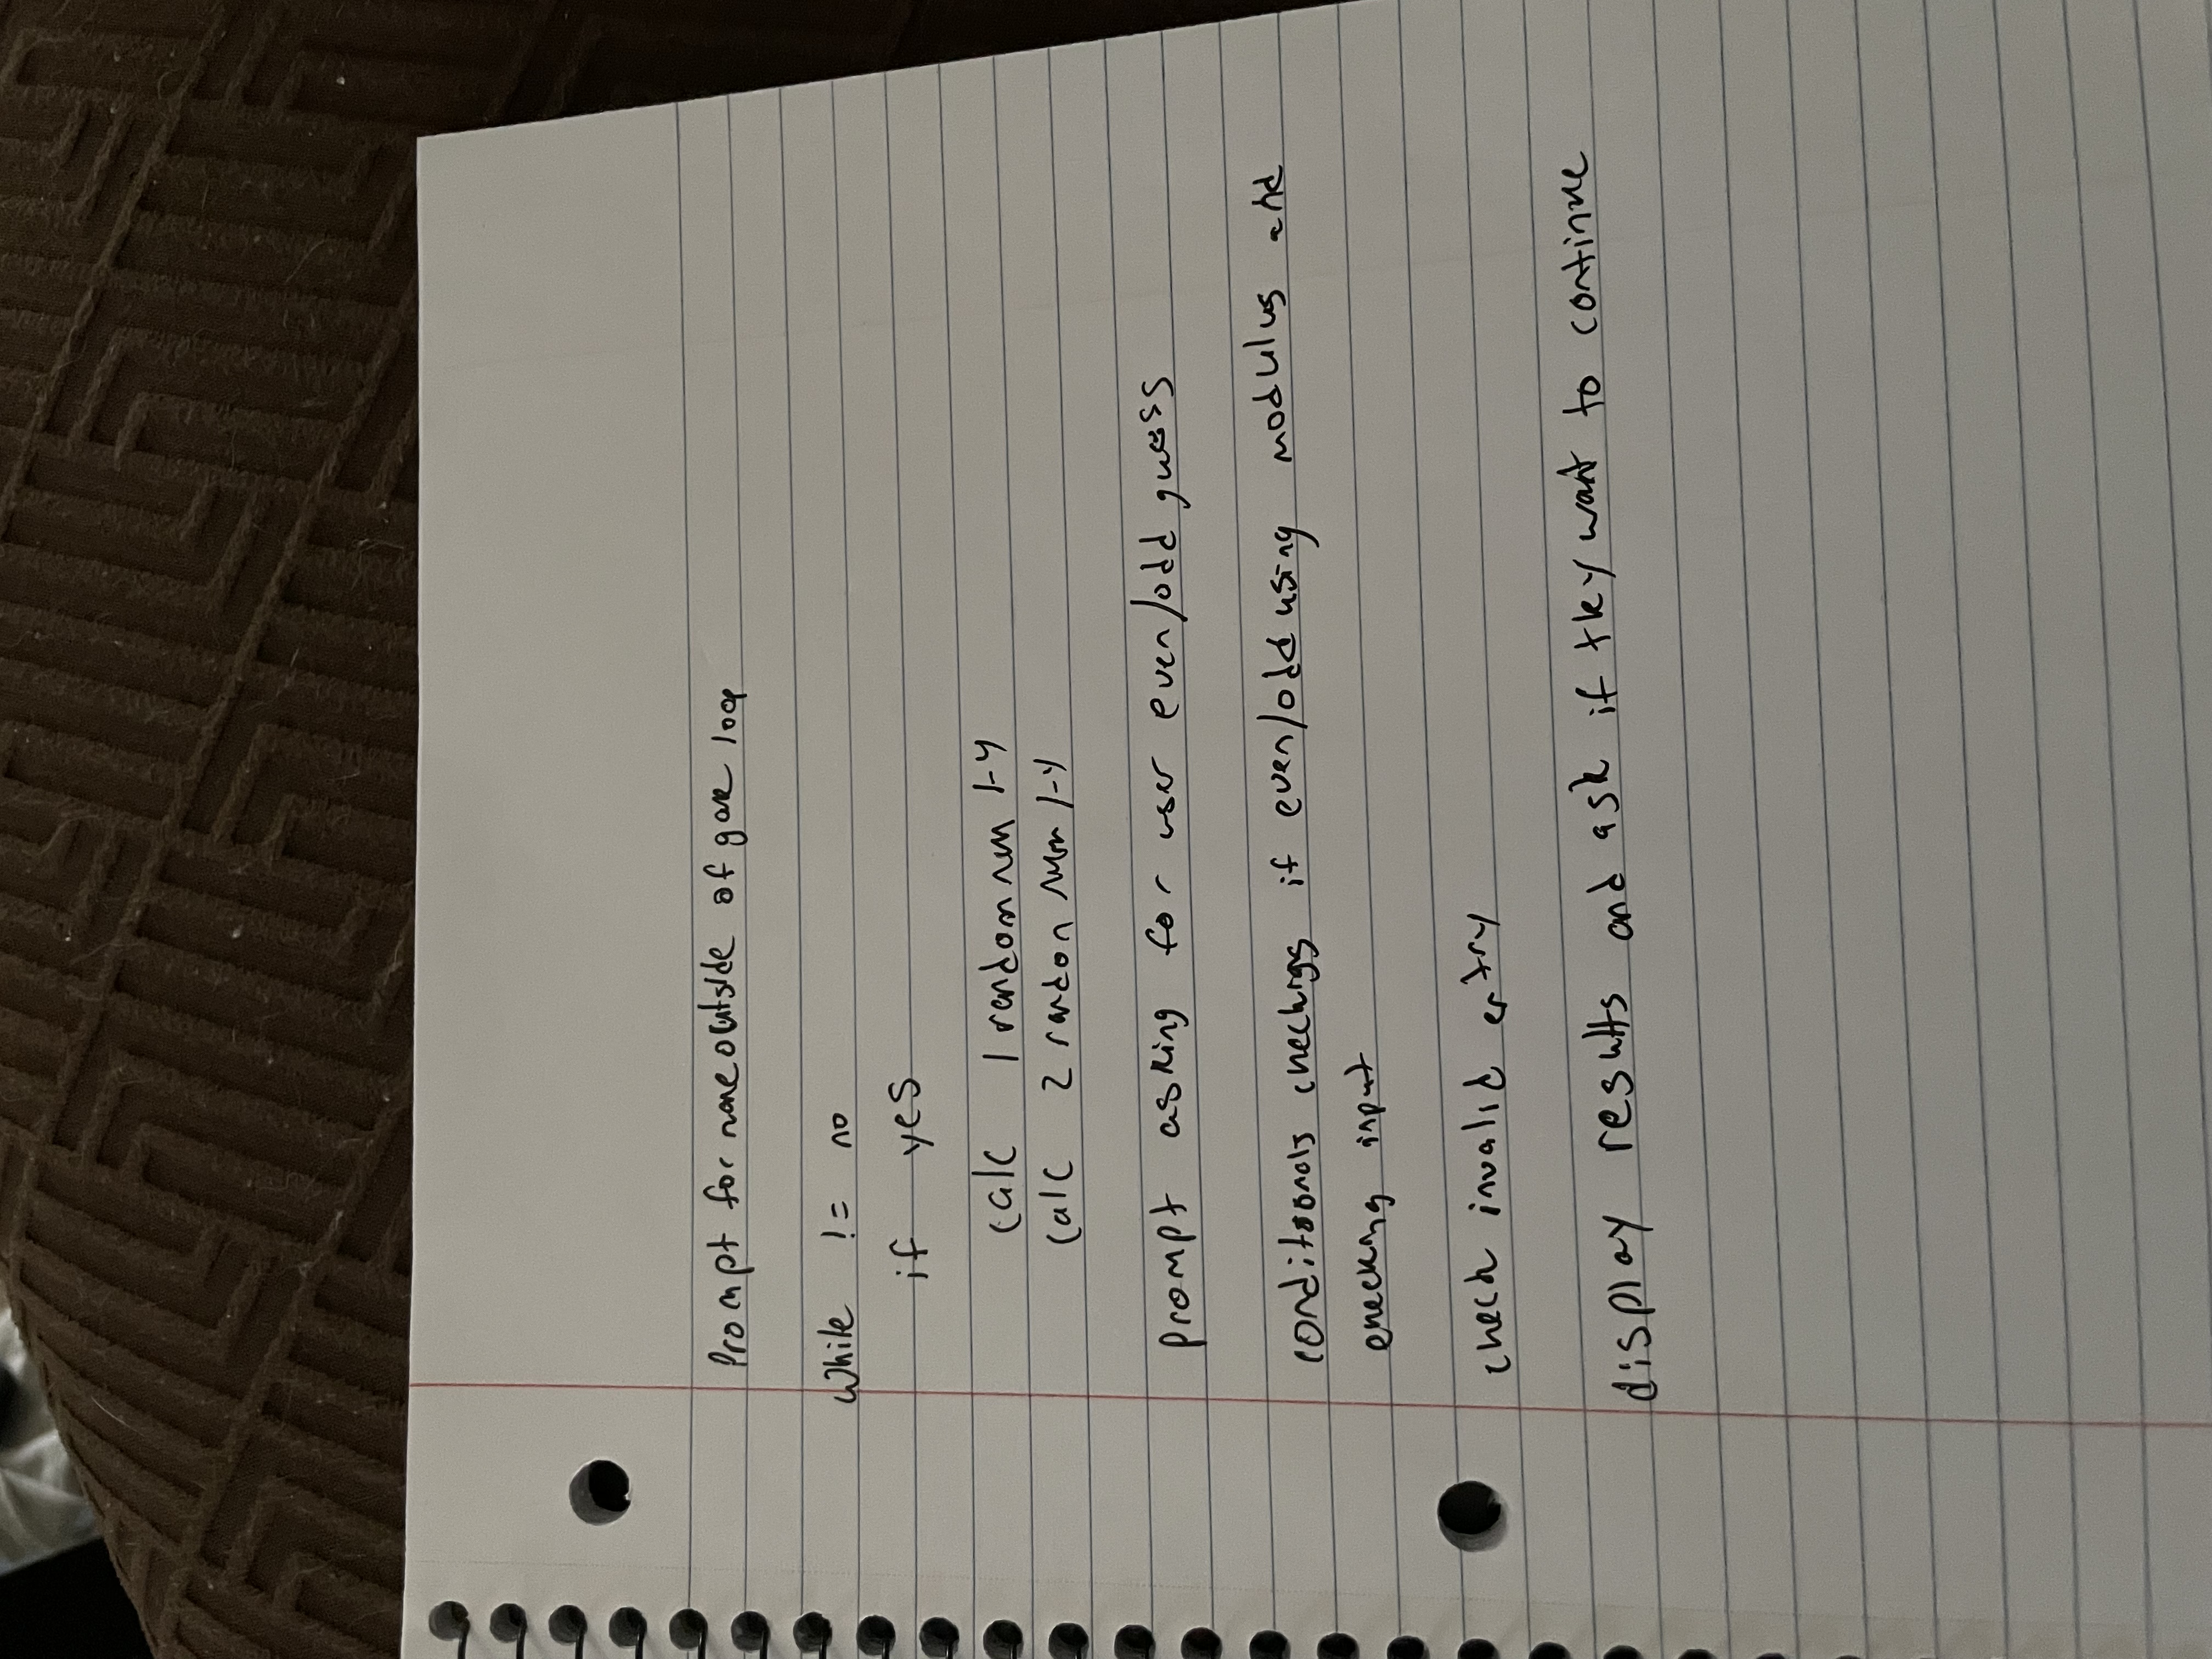 Prompt for name outside of game loop
While != no
if yes
calc 1 random num 1-4
calc 2 random num 1-4
prompt asking for user even/odd guess
conditionals checkings if even/odd using modulus and
checking input
check invalid entry
display results and ask if they want to continue